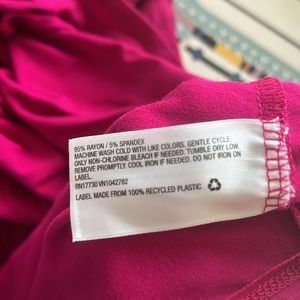 95% RAYON / 5% SPANDEX
MACHINE WASH COLD WITH LIKE COLORS, GENTLE CYCLE.
ONLY NON-CHLORINE BLEACH IF NEEDED. TUMBLE DRY LOW.
REMOVE PROMPTLY. COOL IRON IF NEEDED. DO NOT IRON ON
LABEL.
RN17730 VN1042782
LABEL MADE FROM 100% RECYCLED PLASTIC